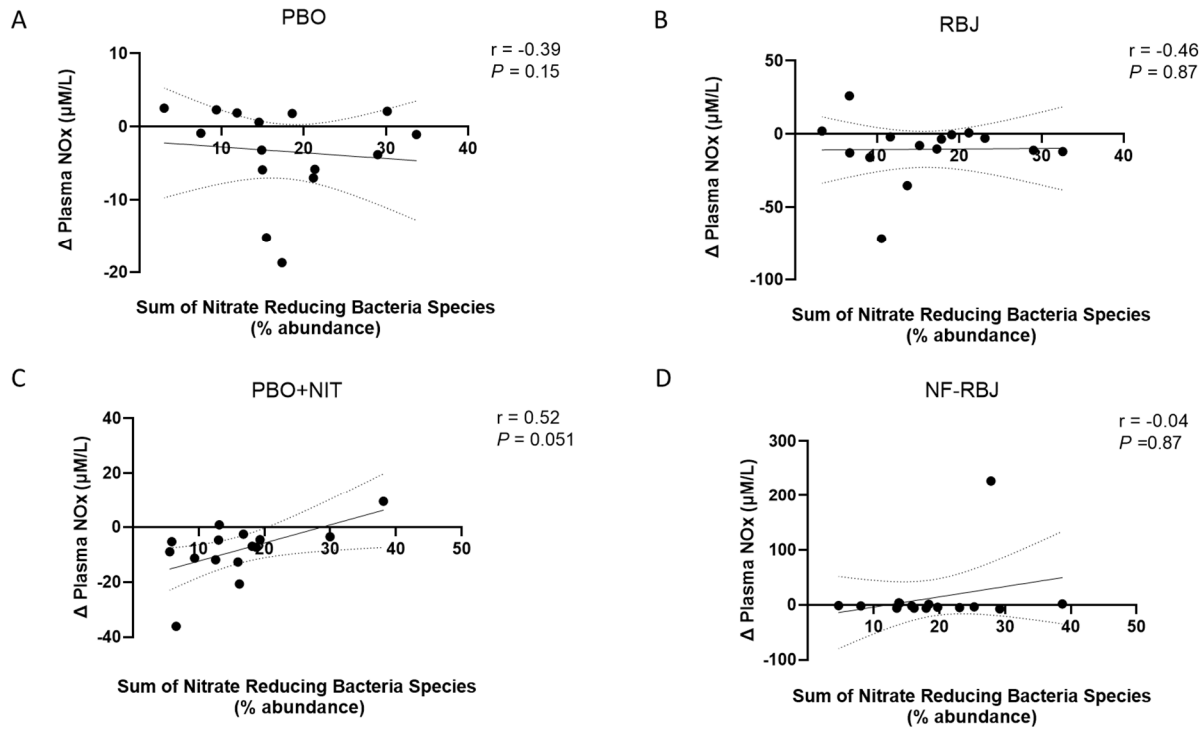 A
PBO
r = -0.39
P = 0.15
Δ Plasma NOx (µM/L)
10
0
-10
-20
10
20
30
40
Sum of Nitrate Reducing Bacteria Species
(% abundance)
B
RBJ
r = -0.46
P = 0.87
Δ Plasma NOx (µM/L)
50
0
-50
-100
10
20
30
40
Sum of Nitrate Reducing Bacteria Species
(% abundance)
C
PBO+NIT
r = 0.52
P = 0.051
Δ Plasma NOx (µM/L)
40
20
0
-20
-40
10
20
30
40
50
Sum of Nitrate Reducing Bacteria Species
(% abundance)
D
NF-RBJ
r = -0.04
P =0.87
Δ Plasma NOx (µM/L)
300
200
100
0
-100
10
20
30
40
50
Sum of Nitrate Reducing Bacteria Species
(% abundance)